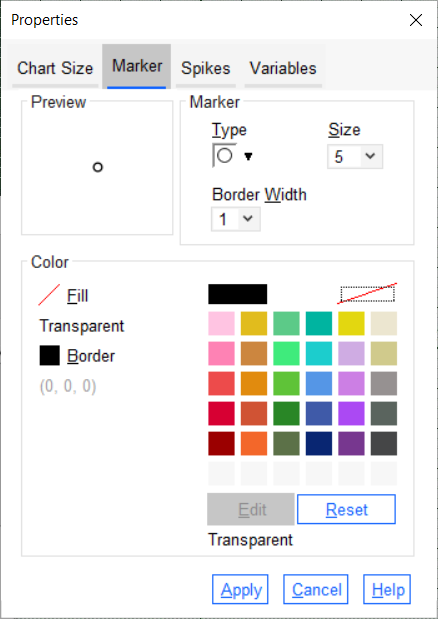 Properties
Chart Size Marker Spikes Variables
Preview
Marker
Type Size
5
Border Width
1
Color
Fill
Transparent
Border
(0, 0, 0)
Edit Reset
Transparent
Apply Cancel Help